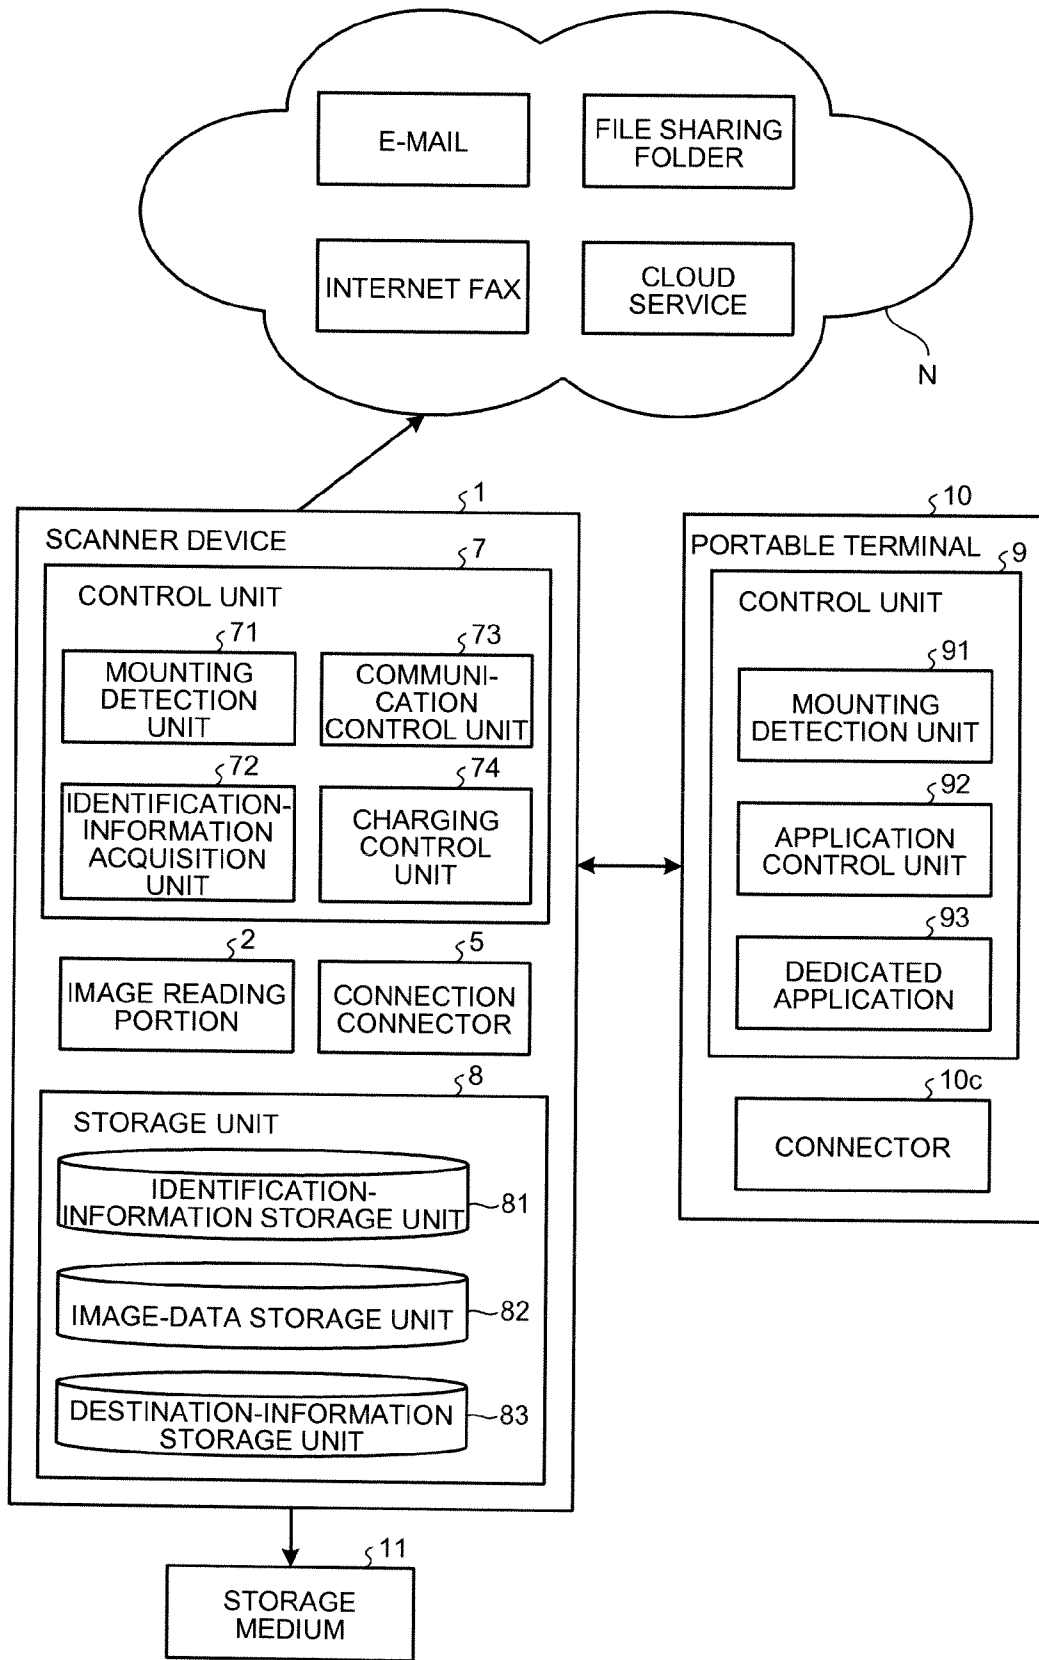 E-MAIL
FILE SHARING
FOLDER
INTERNET FAX
CLOUD
SERVICE
N
1
SCANNER DEVICE
7
CONTROL UNIT
71
MOUNTING
DETECTION
UNIT
73
COMMUNI-
CATION
CONTROL UNIT
72
IDENTIFICATION-
INFORMATION
ACQUISITION
UNIT
74
CHARGING
CONTROL
UNIT
2
IMAGE READING
PORTION
5
CONNECTION
CONNECTOR
8
STORAGE UNIT
IDENTIFICATION-
INFORMATION STORAGE UNIT
81
IMAGE-DATA STORAGE UNIT
82
DESTINATION-INFORMATION
STORAGE UNIT
83
11
STORAGE
MEDIUM
10
PORTABLE TERMINAL
9
CONTROL UNIT
91
MOUNTING
DETECTION UNIT
92
APPLICATION
CONTROL UNIT
93
DEDICATED
APPLICATION
10c
CONNECTOR